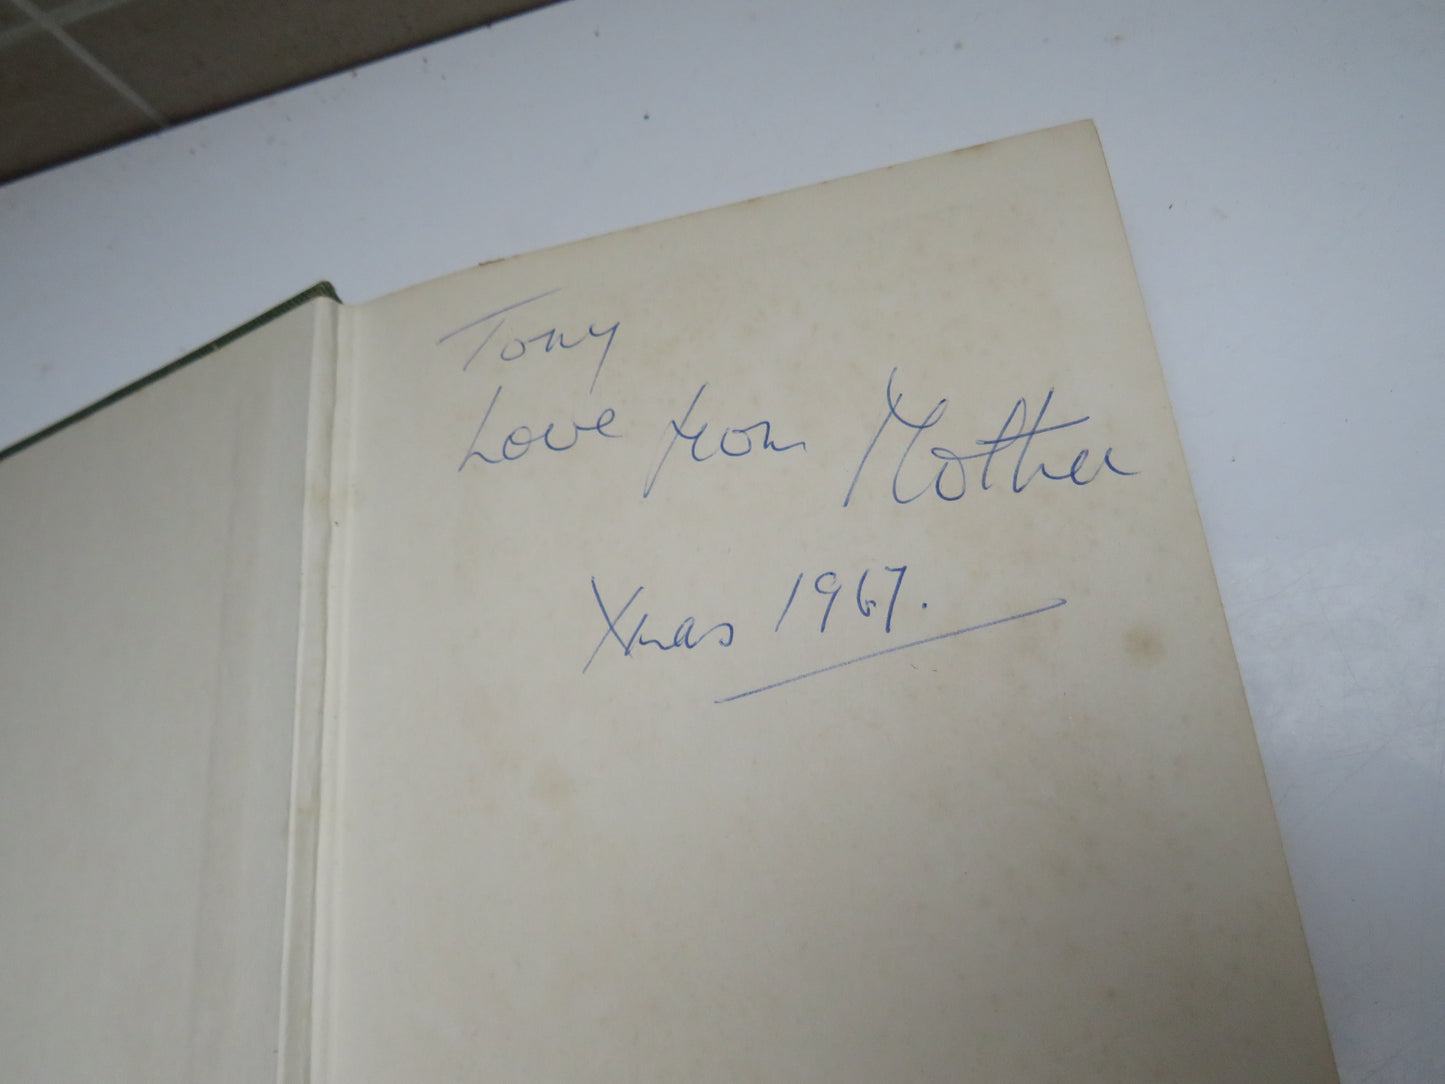 Tony
Love from Mother
Xmas 1967.